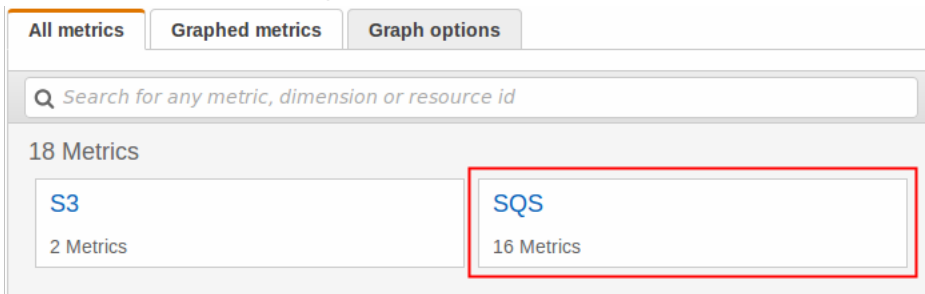 All metrics Graphed metrics Graph options
Search for any metric, dimension or resource id
18 Metrics
S3 SQS
2 Metrics 16 Metrics